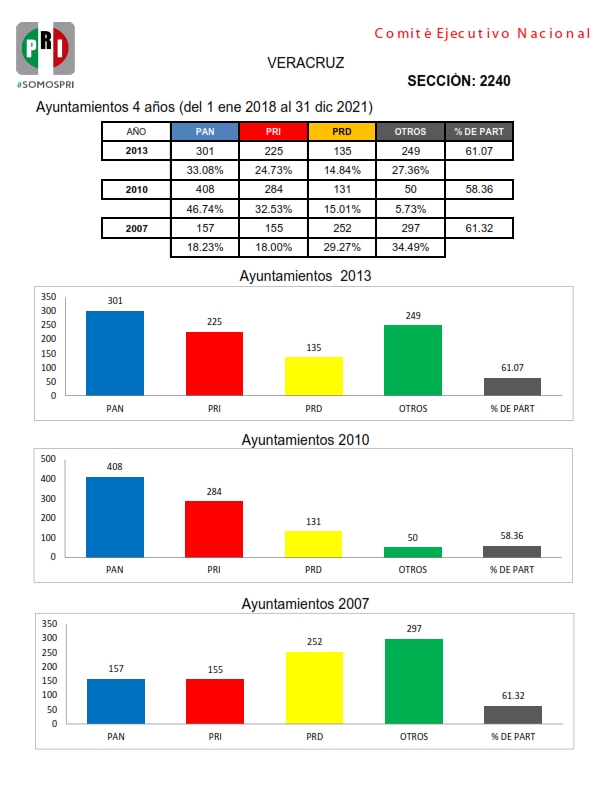 Comité Ejecutivo Nacional
PRI
#SOMOSPRI
VERACRUZ
SECCIÓN: 2240
Ayuntamientos 4 años (del 1 ene 2018 al 31 dic 2021)
AÑO PAN PRI PRD OTROS % DE PART
2013 301 225 135 249 61.07
33.08% 24.73% 14.84% 27.36%
2010 408 284 131 50 58.36
46.74% 32.53% 15.01% 5.73%
2007 157 155 252 297 61.32
18.23% 18.00% 29.27% 34.49%
Ayuntamientos 2013
350
300
250
200
150
100
50
0
301 225 135 249 61.07
PAN PRI PRD OTROS % DE PART
Ayuntamientos 2010
500
400
300
200
100
0
408 284 131 50 58.36
PAN PRI PRD OTROS % DE PART
Ayuntamientos 2007
350
300
250
200
150
100
50
0
157 155 252 297 61.32
PAN PRI PRD OTROS % DE PART